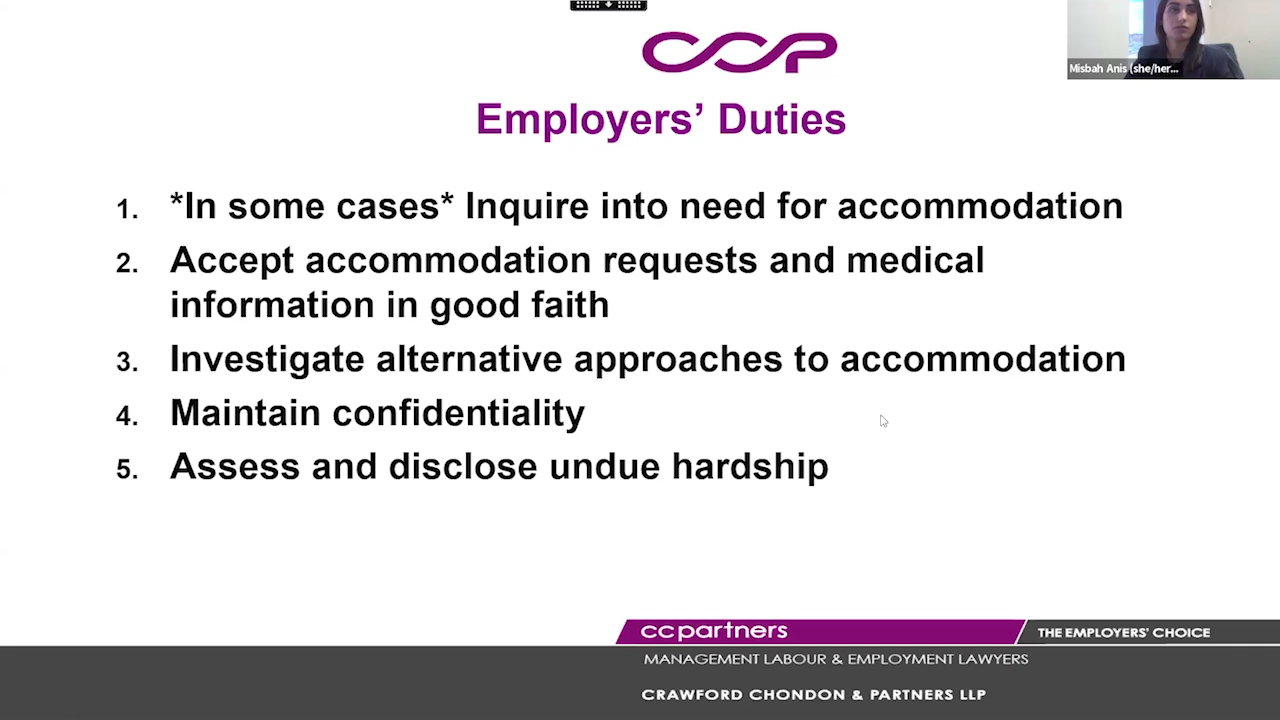 CCP
Misbah Anis (she/her...
Employers’ Duties
1. *In some cases* Inquire into need for accommodation
2. Accept accommodation requests and medical
information in good faith
3. Investigate alternative approaches to accommodation
4. Maintain confidentiality
5. Assess and disclose undue hardship
ccpartners
THE EMPLOYERS' CHOICE
MANAGEMENT LABOUR & EMPLOYMENT LAWYERS
CRAWFORD CHONDON & PARTNERS LLP